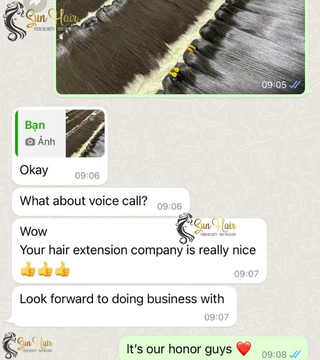 Sun Hair
09:05
Bạn
Ảnh
Okay
09:06
What about voice call?
09:06
Wow
Sun Hair
Your hair extension company is really nice
👍👍👍
09:07
Look forward to doing business with
09:07
Sun Hair
It's our honor guys ❤️
09:08